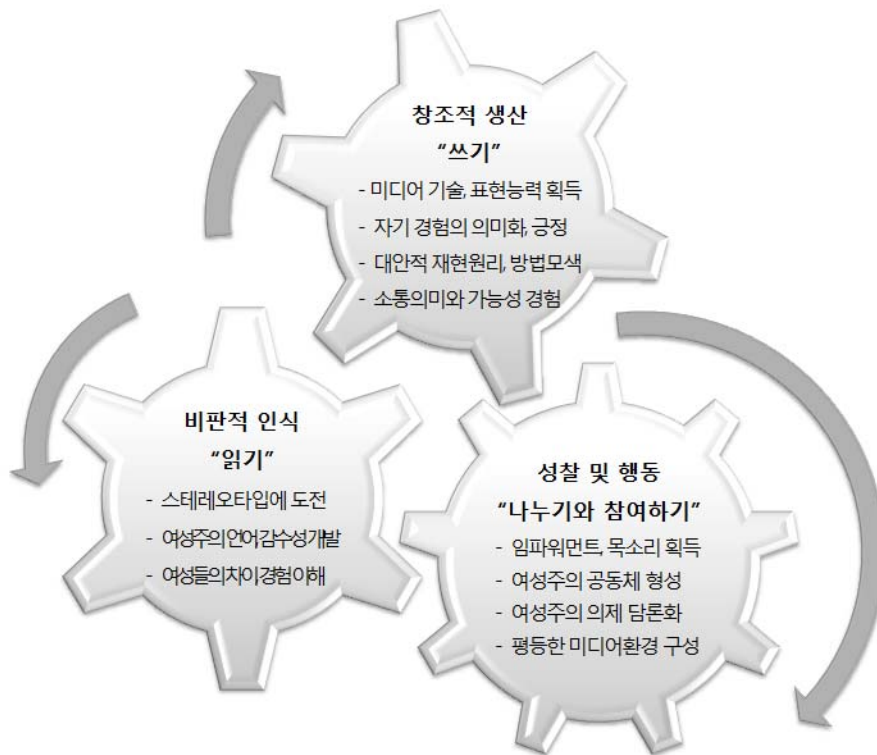 창조적 생산
“쓰기”
- 미디어 기술, 표현능력 획득
- 자기 경험의 의미화, 긍정
- 대안적 재현원리, 방법모색
- 소통의미와 가능성 경험
비판적 인식
“읽기”
- 스테레오타입에 도전
- 여성주의 언어, 감수성 개발
- 여성들의 차이, 경험 이해
성찰 및 행동
“나누기와 참여하기”
- 임파워먼트, 목소리 획득
- 여성주의 공동체 형성
- 여성주의 의제 담론화
- 평등한 미디어환경 구성